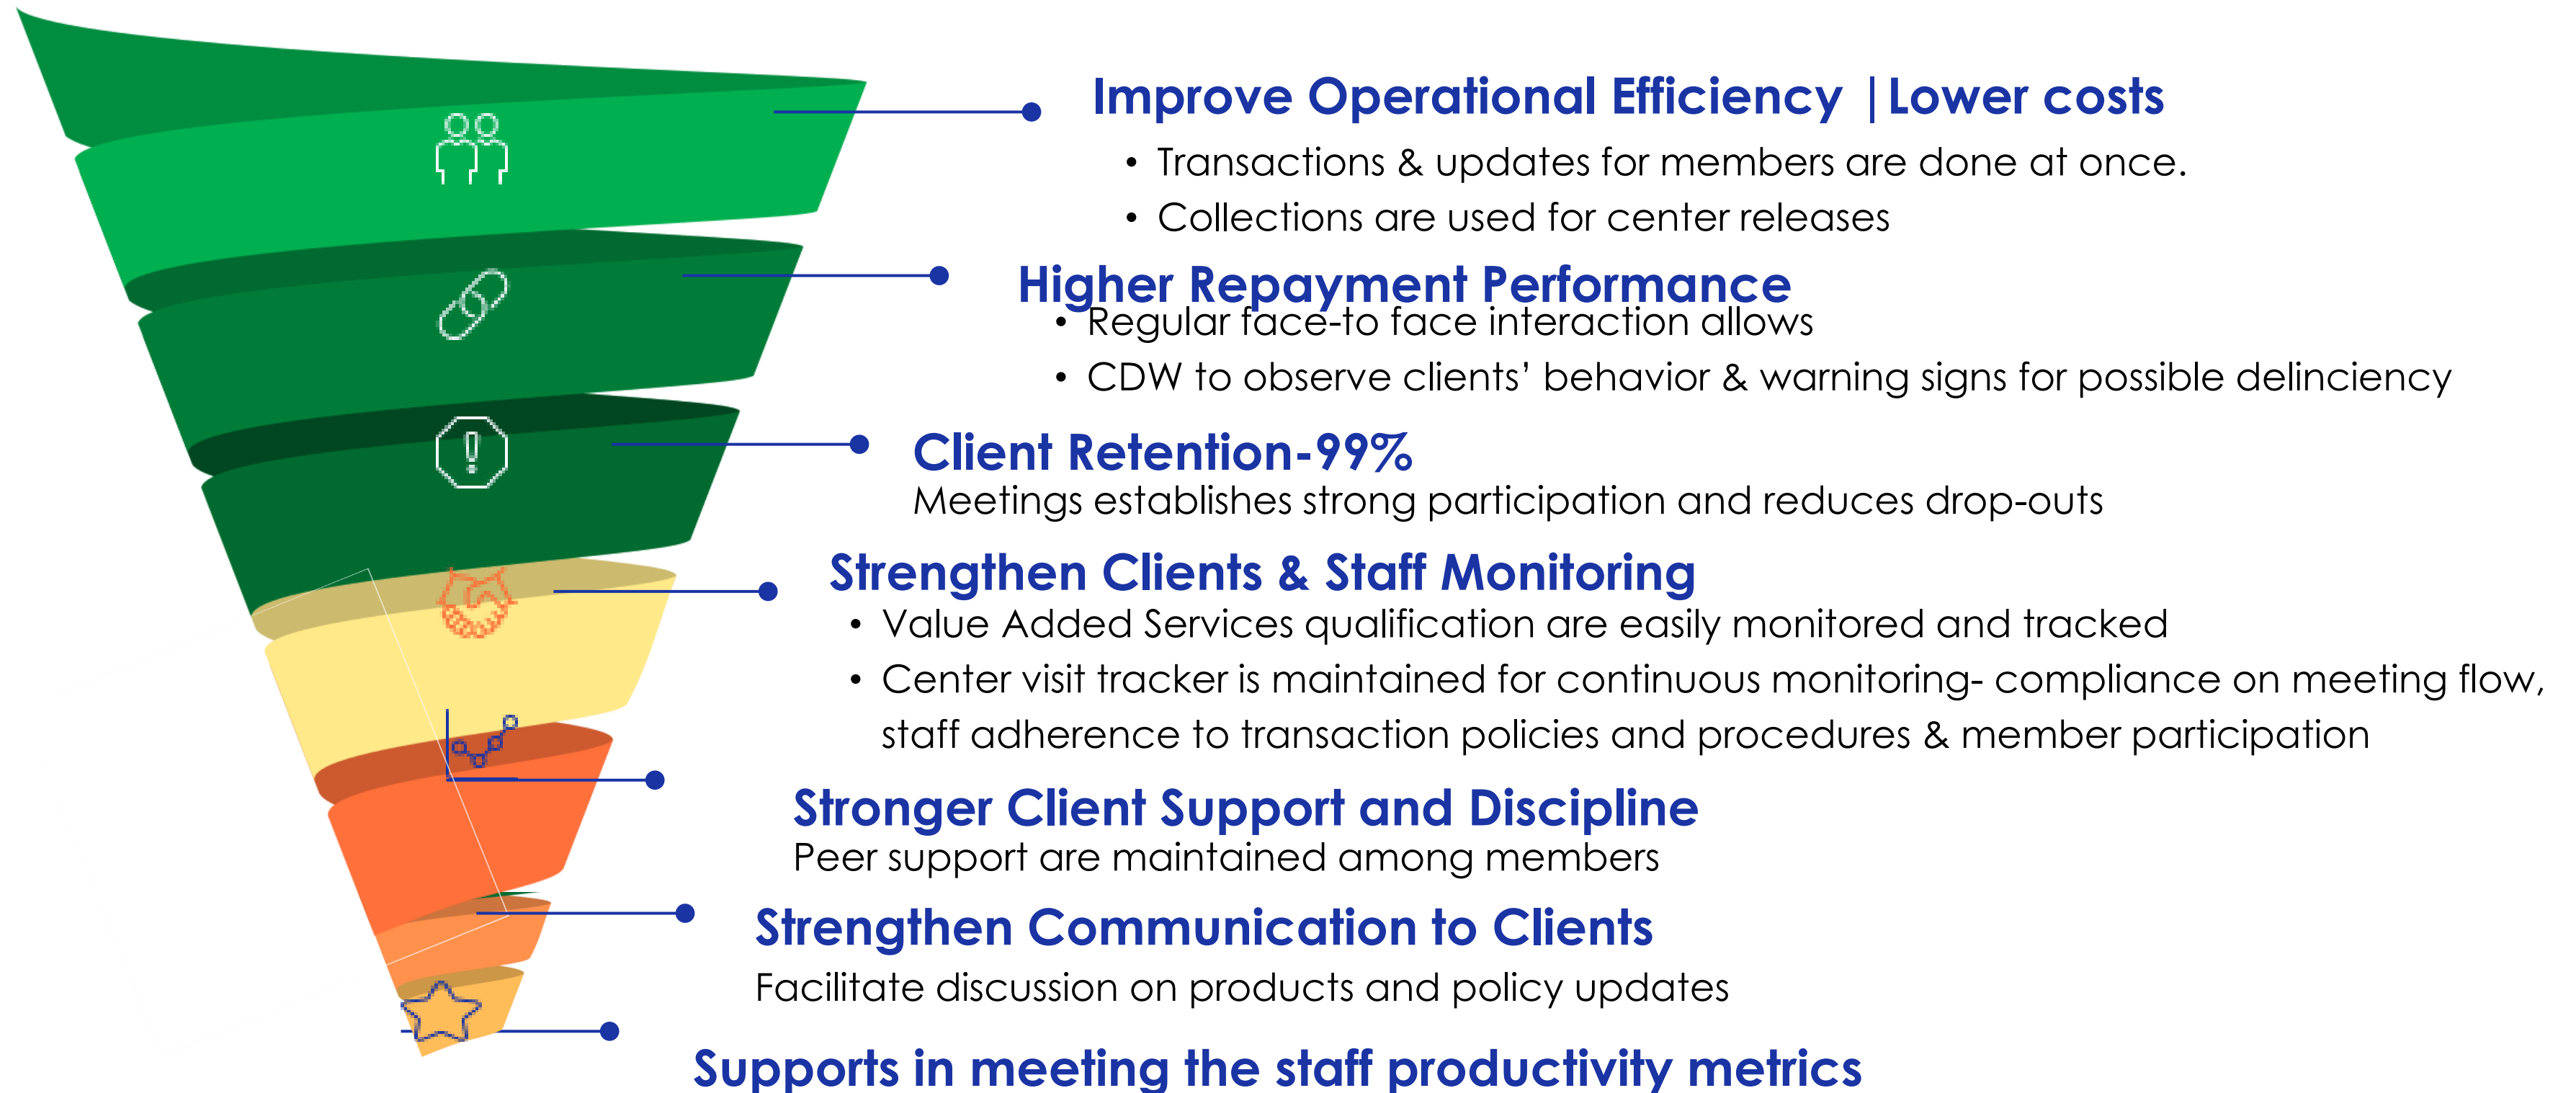 Improve Operational Efficiency |Lower costs
• Transactions & updates for members are done at once.
• Collections are used for center releases
Higher Repayment Performance
• Regular face-to face interaction allows
• CDW to observe clients’ behavior & warning signs for possible delinciency
Client Retention-99%
Meetings establishes strong participation and reduces drop-outs
Strengthen Clients & Staff Monitoring
• Value Added Services qualification are easily monitored and tracked
• Center visit tracker is maintained for continuous monitoring- compliance on meeting flow,
staff adherence to transaction policies and procedures & member participation
Stronger Client Support and Discipline
Peer support are maintained among members
Strengthen Communication to Clients
Facilitate discussion on products and policy updates
Supports in meeting the staff productivity metrics